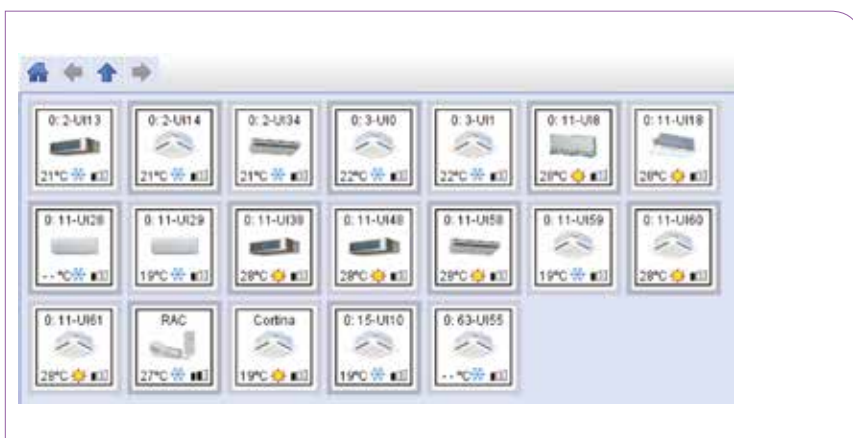 0: 2-UI13
21ºC
0: 2-UI14
21ºC
0: 2-UI34
21ºC
0: 3-UI0
22ºC
0: 3-UI1
22ºC
0: 11-UI8
28ºC
0: 11-UI18
28ºC
0: 11-UI28
- - ºC
0: 11-UI29
19ºC
0: 11-UI38
28ºC
0: 11-UI48
28ºC
0: 11-UI58
28ºC
0: 11-UI59
19ºC
0: 11-UI60
28ºC
0: 11-UI61
28ºC
RAC
27ºC
Cortina
19ºC
0: 15-UI10
19ºC
0: 63-UI55
- - ºC